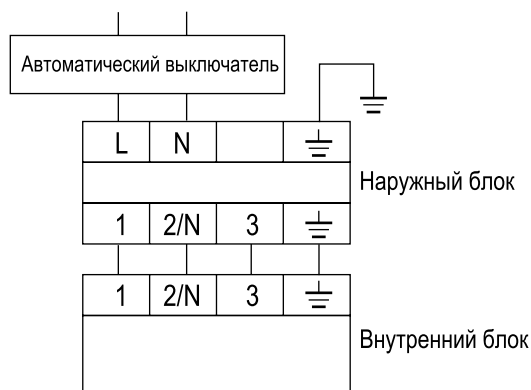 Автоматический выключатель
L N
Наружный блок
1 2/N 3
1 2/N 3
Внутренний блок